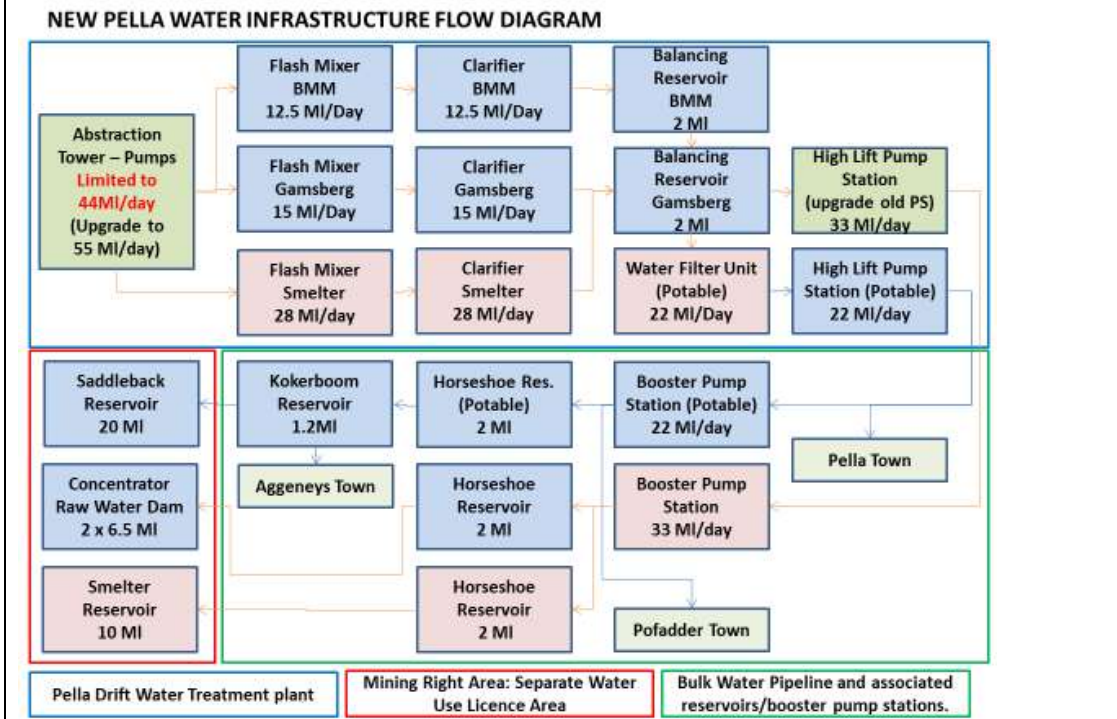 NEW PELLA WATER INFRASTRUCTURE FLOW DIAGRAM
Abstraction
Tower – Pumps
Limited to
44Ml/day
(Upgrade to
55 Ml/day)
Flash Mixer
BMM
12.5 Ml/Day
Clarifier
BMM
12.5 Ml/Day
Balancing
Reservoir
BMM
2 Ml
Flash Mixer
Gamsberg
15 Ml/Day
Clarifier
Gamsberg
15 Ml/Day
Balancing
Reservoir
Gamsberg
2 Ml
High Lift Pump
Station
(upgrade old PS)
33 Ml/day
Flash Mixer
Smelter
28 Ml/day
Clarifier
Smelter
28 Ml/day
Water Filter Unit
(Potable)
22 Ml/Day
High Lift Pump
Station (Potable)
22 Ml/day
Saddleback
Reservoir
20 Ml
Kokerboom
Reservoir
1.2Ml
Horseshoe Res.
(Potable)
2 Ml
Booster Pump
Station (Potable)
22 Ml/day
Pella Town
Concentrator
Raw Water Dam
2 x 6.5 Ml
Aggeneys Town
Horseshoe
Reservoir
2 Ml
Booster Pump
Station
33 Ml/day
Smelter
Reservoir
10 Ml
Horseshoe
Reservoir
2 Ml
Pofadder Town
Pella Drift Water Treatment plant
Mining Right Area: Separate Water
Use Licence Area
Bulk Water Pipeline and associated
reservoirs/booster pump stations.